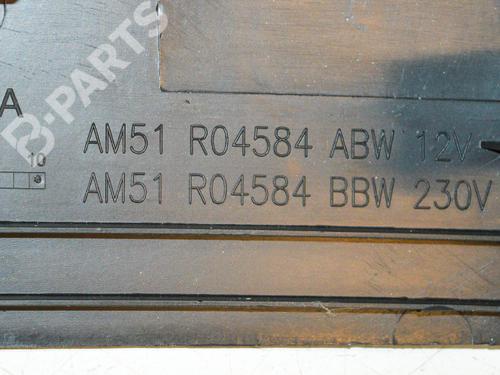 B-PARTS
A
AM51 R04584 ABW 12V
10
AM51 R04584 BBW 230V